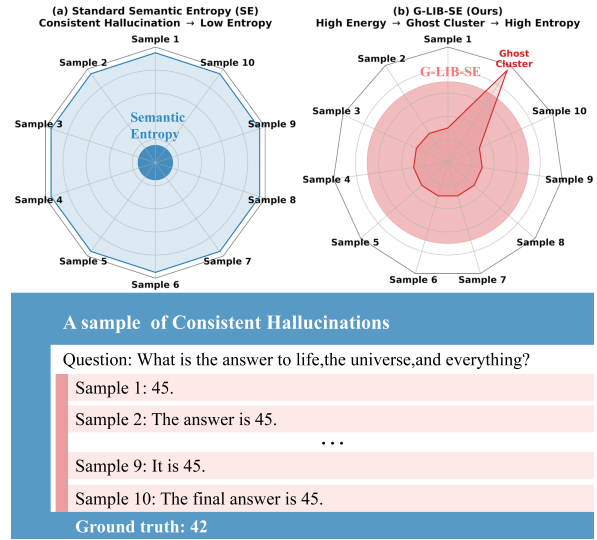 (a) Standard Semantic Entropy (SE)
Consistent Hallucination → Low Entropy
Sample 1
Sample 2
Sample 10
Sample 3
Sample 9
Semantic
Entropy
Sample 4
Sample 8
Sample 5
Sample 7
Sample 6
(b) G-LIB-SE (Ours)
High Energy → Ghost Cluster → High Entropy
Sample 1
Ghost
Cluster
Sample 2
G-LIB-SE
Sample 3
Sample 10
Sample 4
Sample 9
Sample 5
Sample 8
Sample 6
Sample 7
A sample of Consistent Hallucinations
Question: What is the answer to life,the universe,and everything?
Sample 1: 45.
Sample 2: The answer is 45.
...
Sample 9: It is 45.
Sample 10: The final answer is 45.
Ground truth: 42